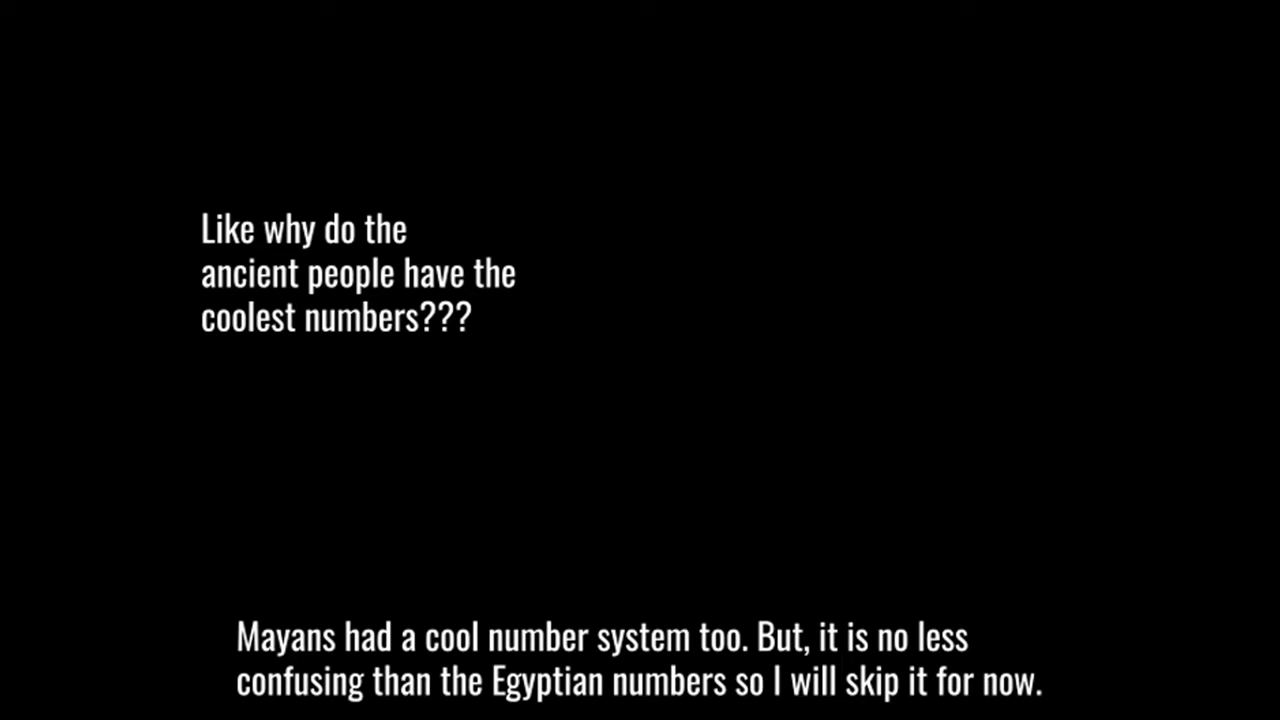 Like why do the
ancient people have the
coolest numbers???
Mayans had a cool number system too. But, it is no less
confusing than the Egyptian numbers so I will skip it for now.